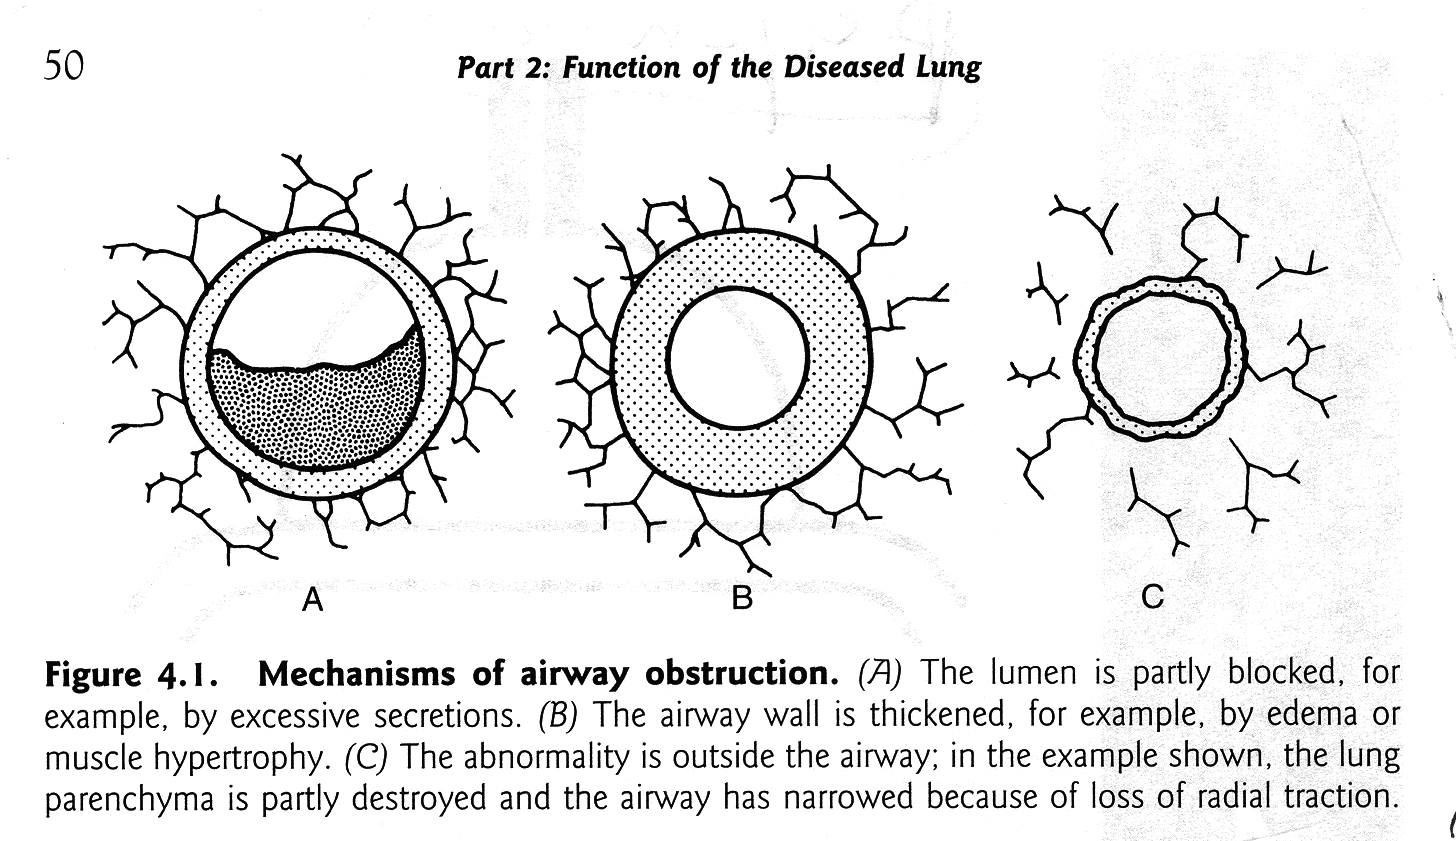 50
Part 2: Function of the Diseased Lung
A
B
C
Figure 4.1. Mechanisms of airway obstruction. (A) The lumen is partly blocked, for
example, by excessive secretions. (B) The airway wall is thickened, for example, by edema or
muscle hypertrophy. (C) The abnormality is outside the airway; in the example shown, the lung
parenchyma is partly destroyed and the airway has narrowed because of loss of radial traction.